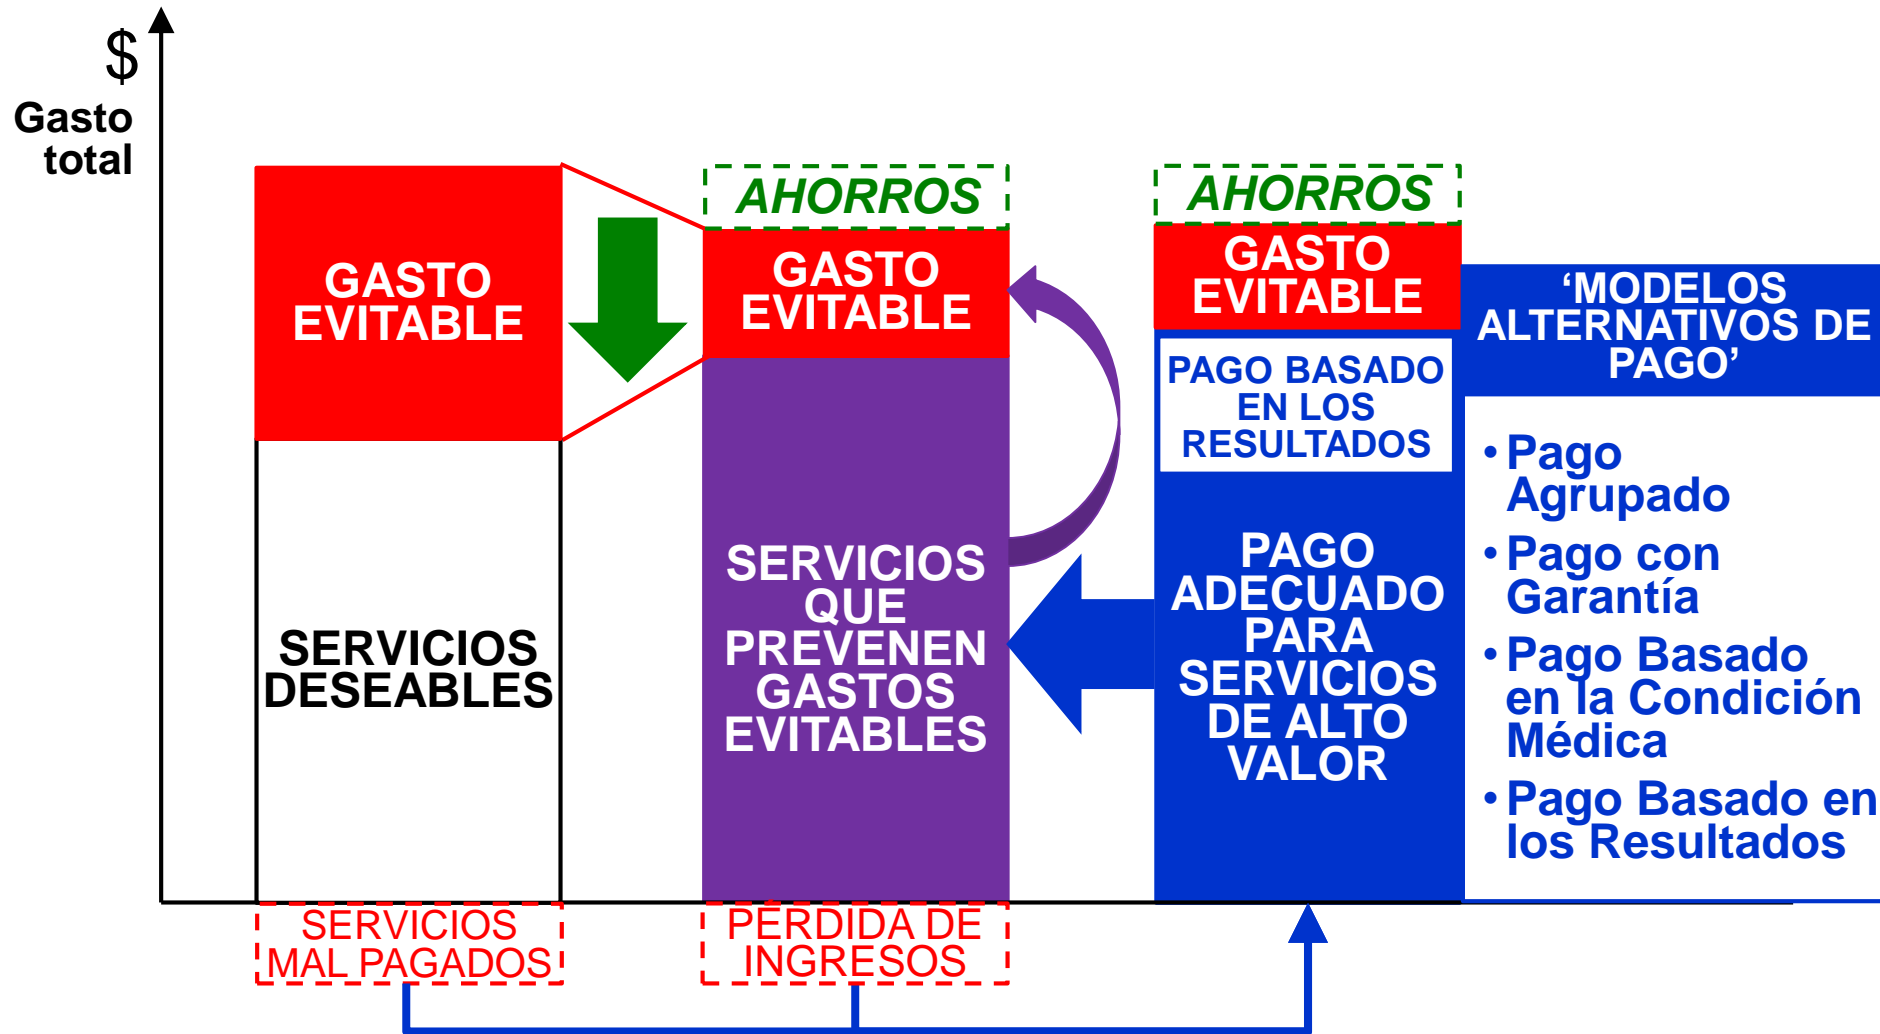 $
Gasto
total
GASTO
EVITABLE
SERVICIOS
DESEABLES
SERVICIOS
MAL PAGADOS
AHORROS
GASTO
EVITABLE
SERVICIOS
QUE
PREVENEN
GASTOS
EVITABLES
PÉRDIDA DE
INGRESOS
AHORROS
GASTO
EVITABLE
PAGO BASADO
EN LOS
RESULTADOS
PAGO
ADECUADO
PARA
SERVICIOS
DE ALTO
VALOR
‘MODELOS
ALTERNATIVOS DE
PAGO’
• Pago
Agrupado
• Pago con
Garantía
• Pago Basado
en la Condición
Médica
• Pago Basado en
los Resultados